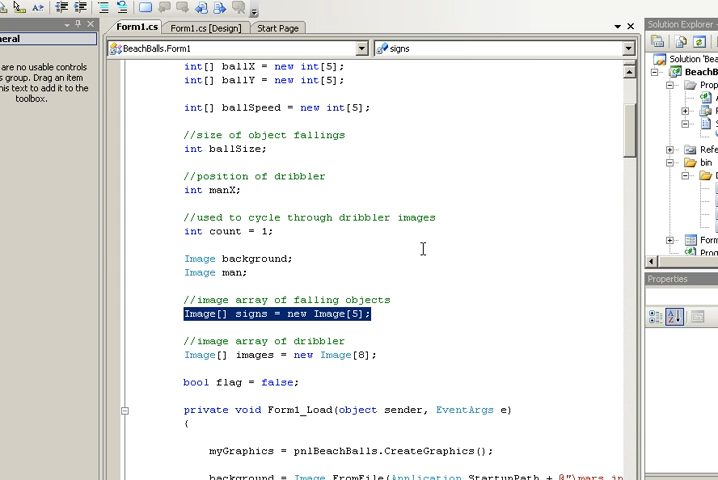 Form1.cs
Form1.cs [Design]
Start Page
Solution Explorer
neral
BeachBalls.Form1
signs
are no usable controls
s group. Drag an item
this text to add it to the
toolbox.
int[] ballX = new int[5];
int[] ballY = new int[5];
int[] ballSpeed = new int[5];
//size of object fallings
int ballSize;
//position of dribbler
int manX;
//used to cycle through dribbler images
int count = 1;
Image background;
Image man;
//image array of falling objects
Image[] signs = new Image[5];
//image array of dribbler
Image[] images = new Image[8];
bool flag = false;
private void Form1_Load(object sender, EventArgs e)
{
myGraphics = pnlBeachBalls.CreateGraphics();
background = Image.FromFile(Application.StartupPath + @"\mars.in
Solution 'Bea
BeachB
Prop
Refe
bin
Form
Prog
Properties